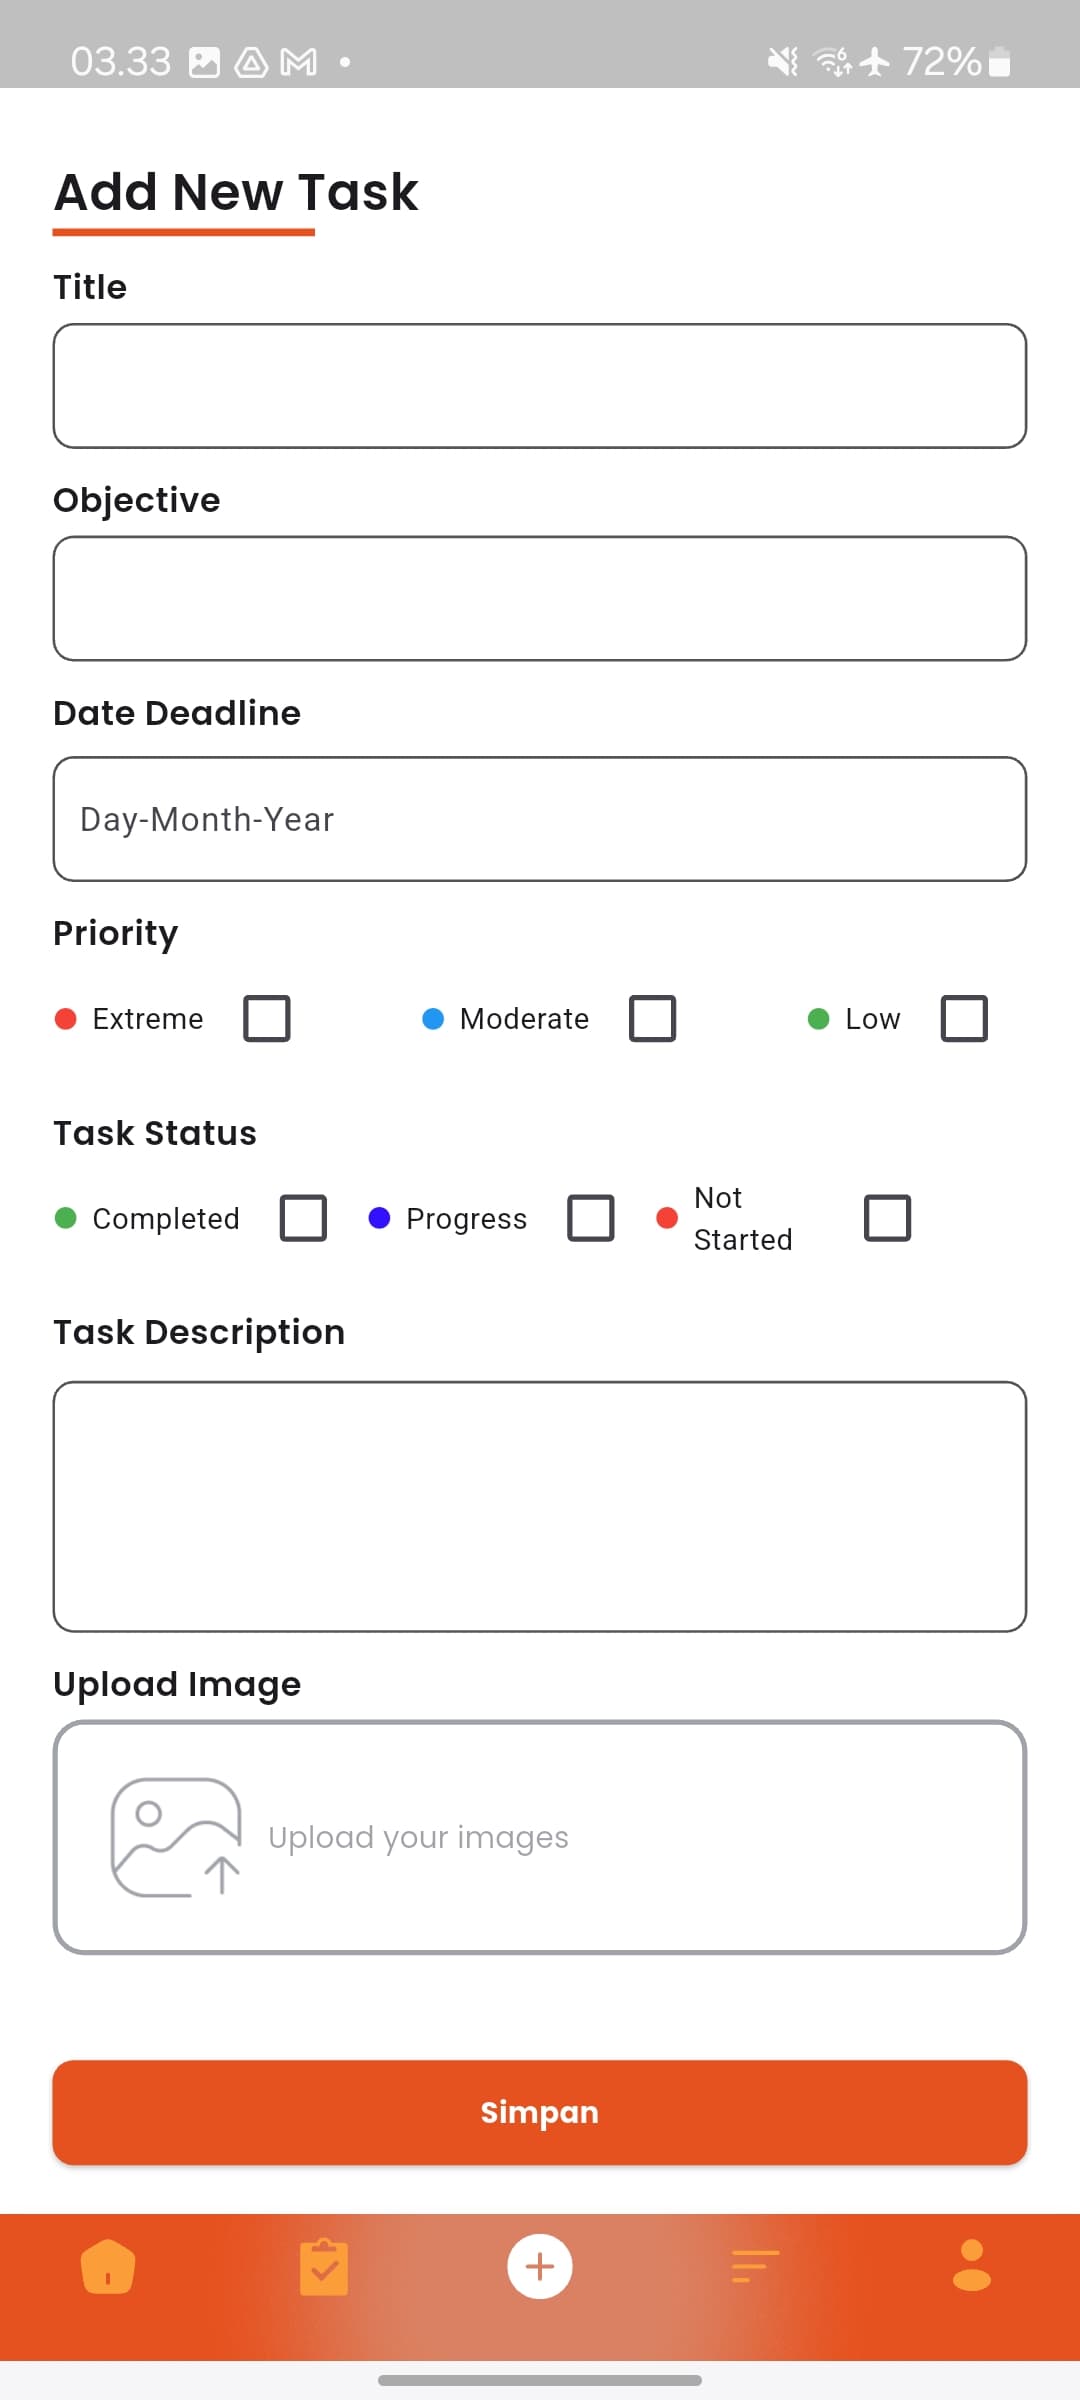 03.33
72%
Add New Task
Title
Objective
Date Deadline
Day-Month-Year
Priority
Extreme Moderate Low
Task Status
Completed Progress Not Started
Task Description
Upload Image
Upload your images
Simpan